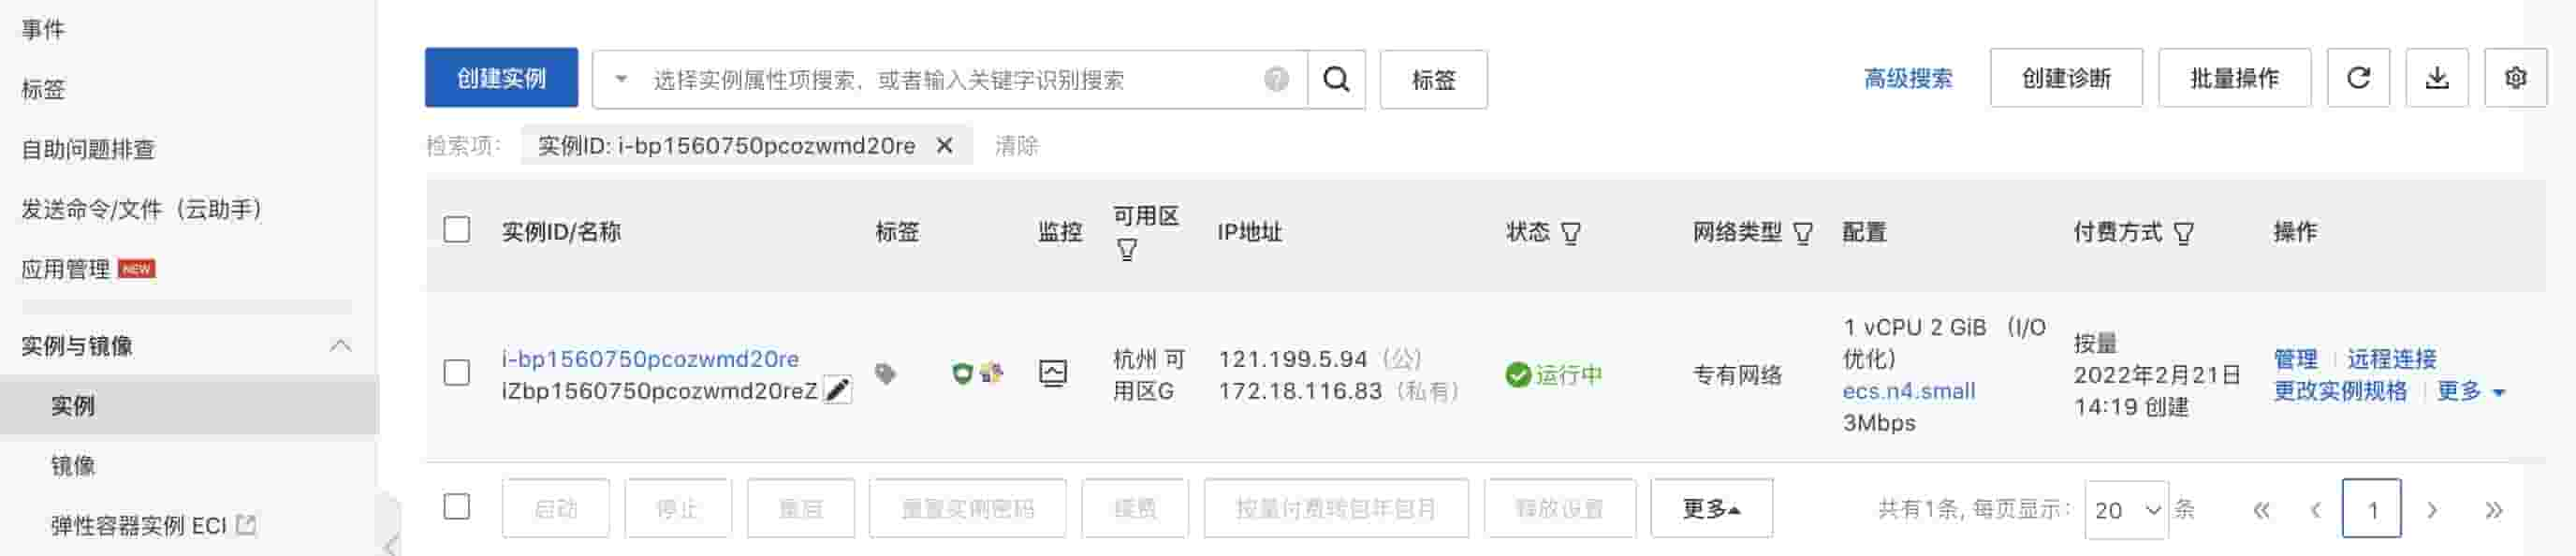 事件
标签
自助问题排查
发送命令/文件（云助手）
应用管理 NEW
实例与镜像
实例
镜像
弹性容器实例 ECI
创建实例
选择实例属性项搜索，或者输入关键字识别搜索
标签
高级搜索
创建诊断
批量操作
检索项：
实例ID: i-bp1560750pcozwmd20re
清除
实例ID/名称
标签
监控
可用区
IP地址
状态
网络类型
配置
付费方式
操作
i-bp1560750pcozwmd20re
iZbp1560750pcozwmd20reZ
杭州 可
用区G
121.199.5.94（公）
172.18.116.83（私有）
运行中
专有网络
1 vCPU 2 GiB （I/O
优化）
ecs.n4.small
3Mbps
按量
2022年2月21日
14:19 创建
管理 远程连接
更改实例规格 更多
启动
停止
重启
重置实例密码
续费
按量付费转包年包月
释放设置
更多
共有1条, 每页显示：
20
条
1